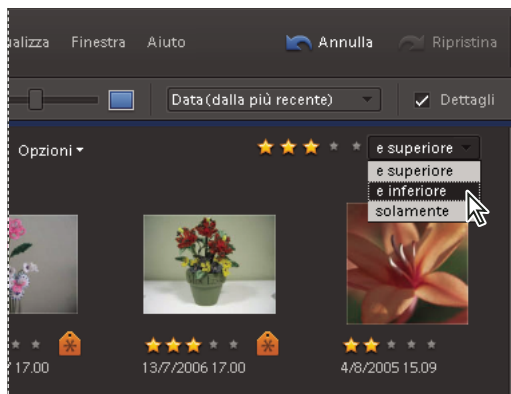 alizza Finestra Aiuto Annulla Ripristina
Data (dalla più recente) Dettagli
Opzioni e superiore
e superiore
e inferiore
solamente
17.00 13/7/2006 17.00 4/8/2005 15.09